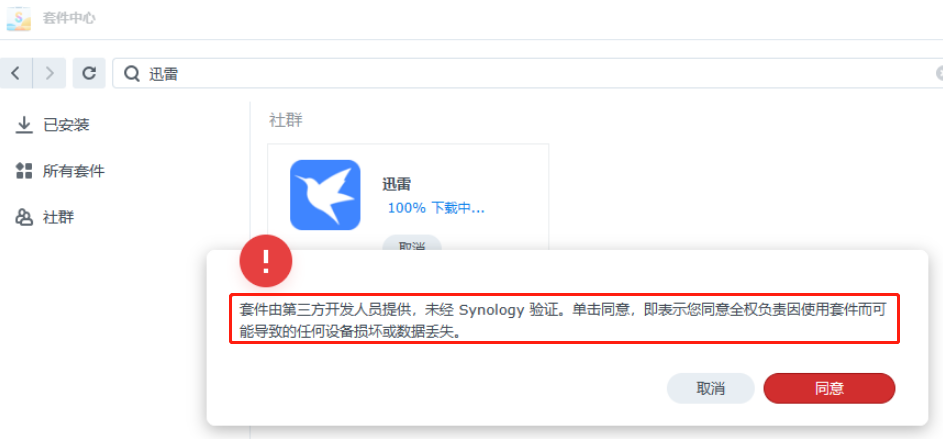 套件中心
迅雷
已安装
所有套件
社群
社群
迅雷
100% 下载中...
取消
套件由第三方开发人员提供，未经 Synology 验证。单击同意，即表示您同意全权负责因使用套件而可
能导致的任何设备损坏或数据丢失。
取消
同意